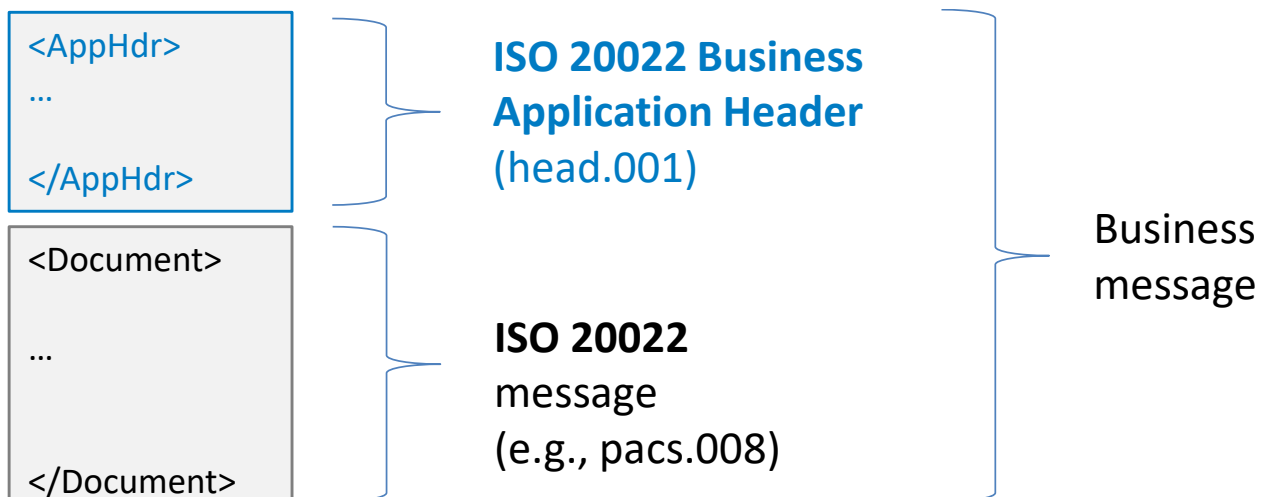 <AppHdr>
...
</AppHdr>
ISO 20022 Business
Application Header
(head.001)
<Document>
...
</Document>
ISO 20022
message
(e.g., pacs.008)
Business
message